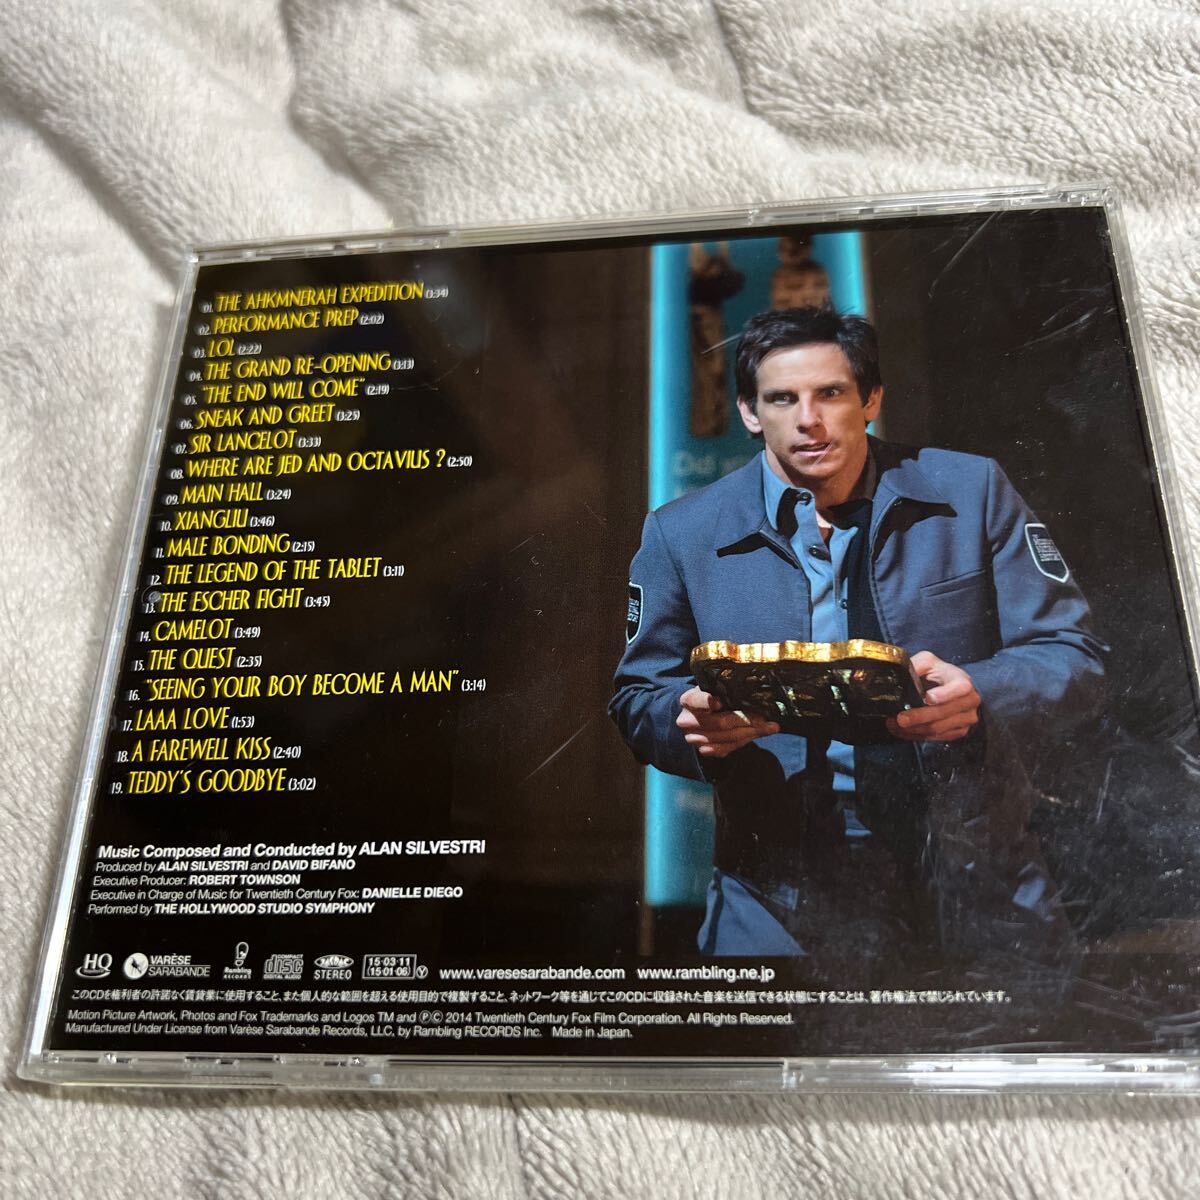 01. THE AHKMNERAH EXPEDITION (3:34)
02. PERFORMANCE PREP (2:02)
03. LOL (2:22)
04. THE GRAND RE-OPENING (3:13)
05. "THE END WILL COME" (2:19)
06. SNEAK AND GREET (3:25)
07. SIR LANCELOT (3:33)
08. WHERE ARE JED AND OCTAVIUS ? (2:50)
09. MAIN HALL (3:24)
10. XIANGLIU (3:46)
11. MALE BONDING (2:15)
12. THE LEGEND OF THE TABLET (3:11)
13. THE ESCHER FIGHT (3:45)
14. CAMELOT (3:49)
15. THE QUEST (2:35)
16. "SEEING YOUR BOY BECOME A MAN" (3:14)
17. LAAA LOVE (1:53)
18. A FAREWELL KISS (2:40)
19. TEDDY'S GOODBYE (3:02)
Did
Music Composed and Conducted by ALAN SILVESTRI
Produced by ALAN SILVESTRI and DAVID BIFANO
Executive Producer: ROBERT TOWNSON
Executive in Charge of Music for Twentieth Century Fox: DANIELLE DIEGO
Performed by THE HOLLYWOOD STUDIO SYMPHONY
HQ
VARÈSE
SARABANDE
Rambling
RECORDS
COMPACT
disc
DIGITAL AUDIO
STEREO
15・03・11
15・01・06 Y
www.varesesarabande.com www.rambling.ne.jp
このCDを権利者の許諾なく賃貸業に使用すること、また個人的な範囲を超える使用目的で複製すること、ネットワーク等を通じてこのCDに収録された音楽を送信できる状態にすることは、著作権法で禁じられています。
Motion Picture Artwork, Photos and Fox Trademarks and Logos TM and ℗© 2014 Twentieth Century Fox Film Corporation. All Rights Reserved.
Manufactured Under License from Varèse Sarabande Records, LLC, by Rambling RECORDS Inc. Made in Japan.